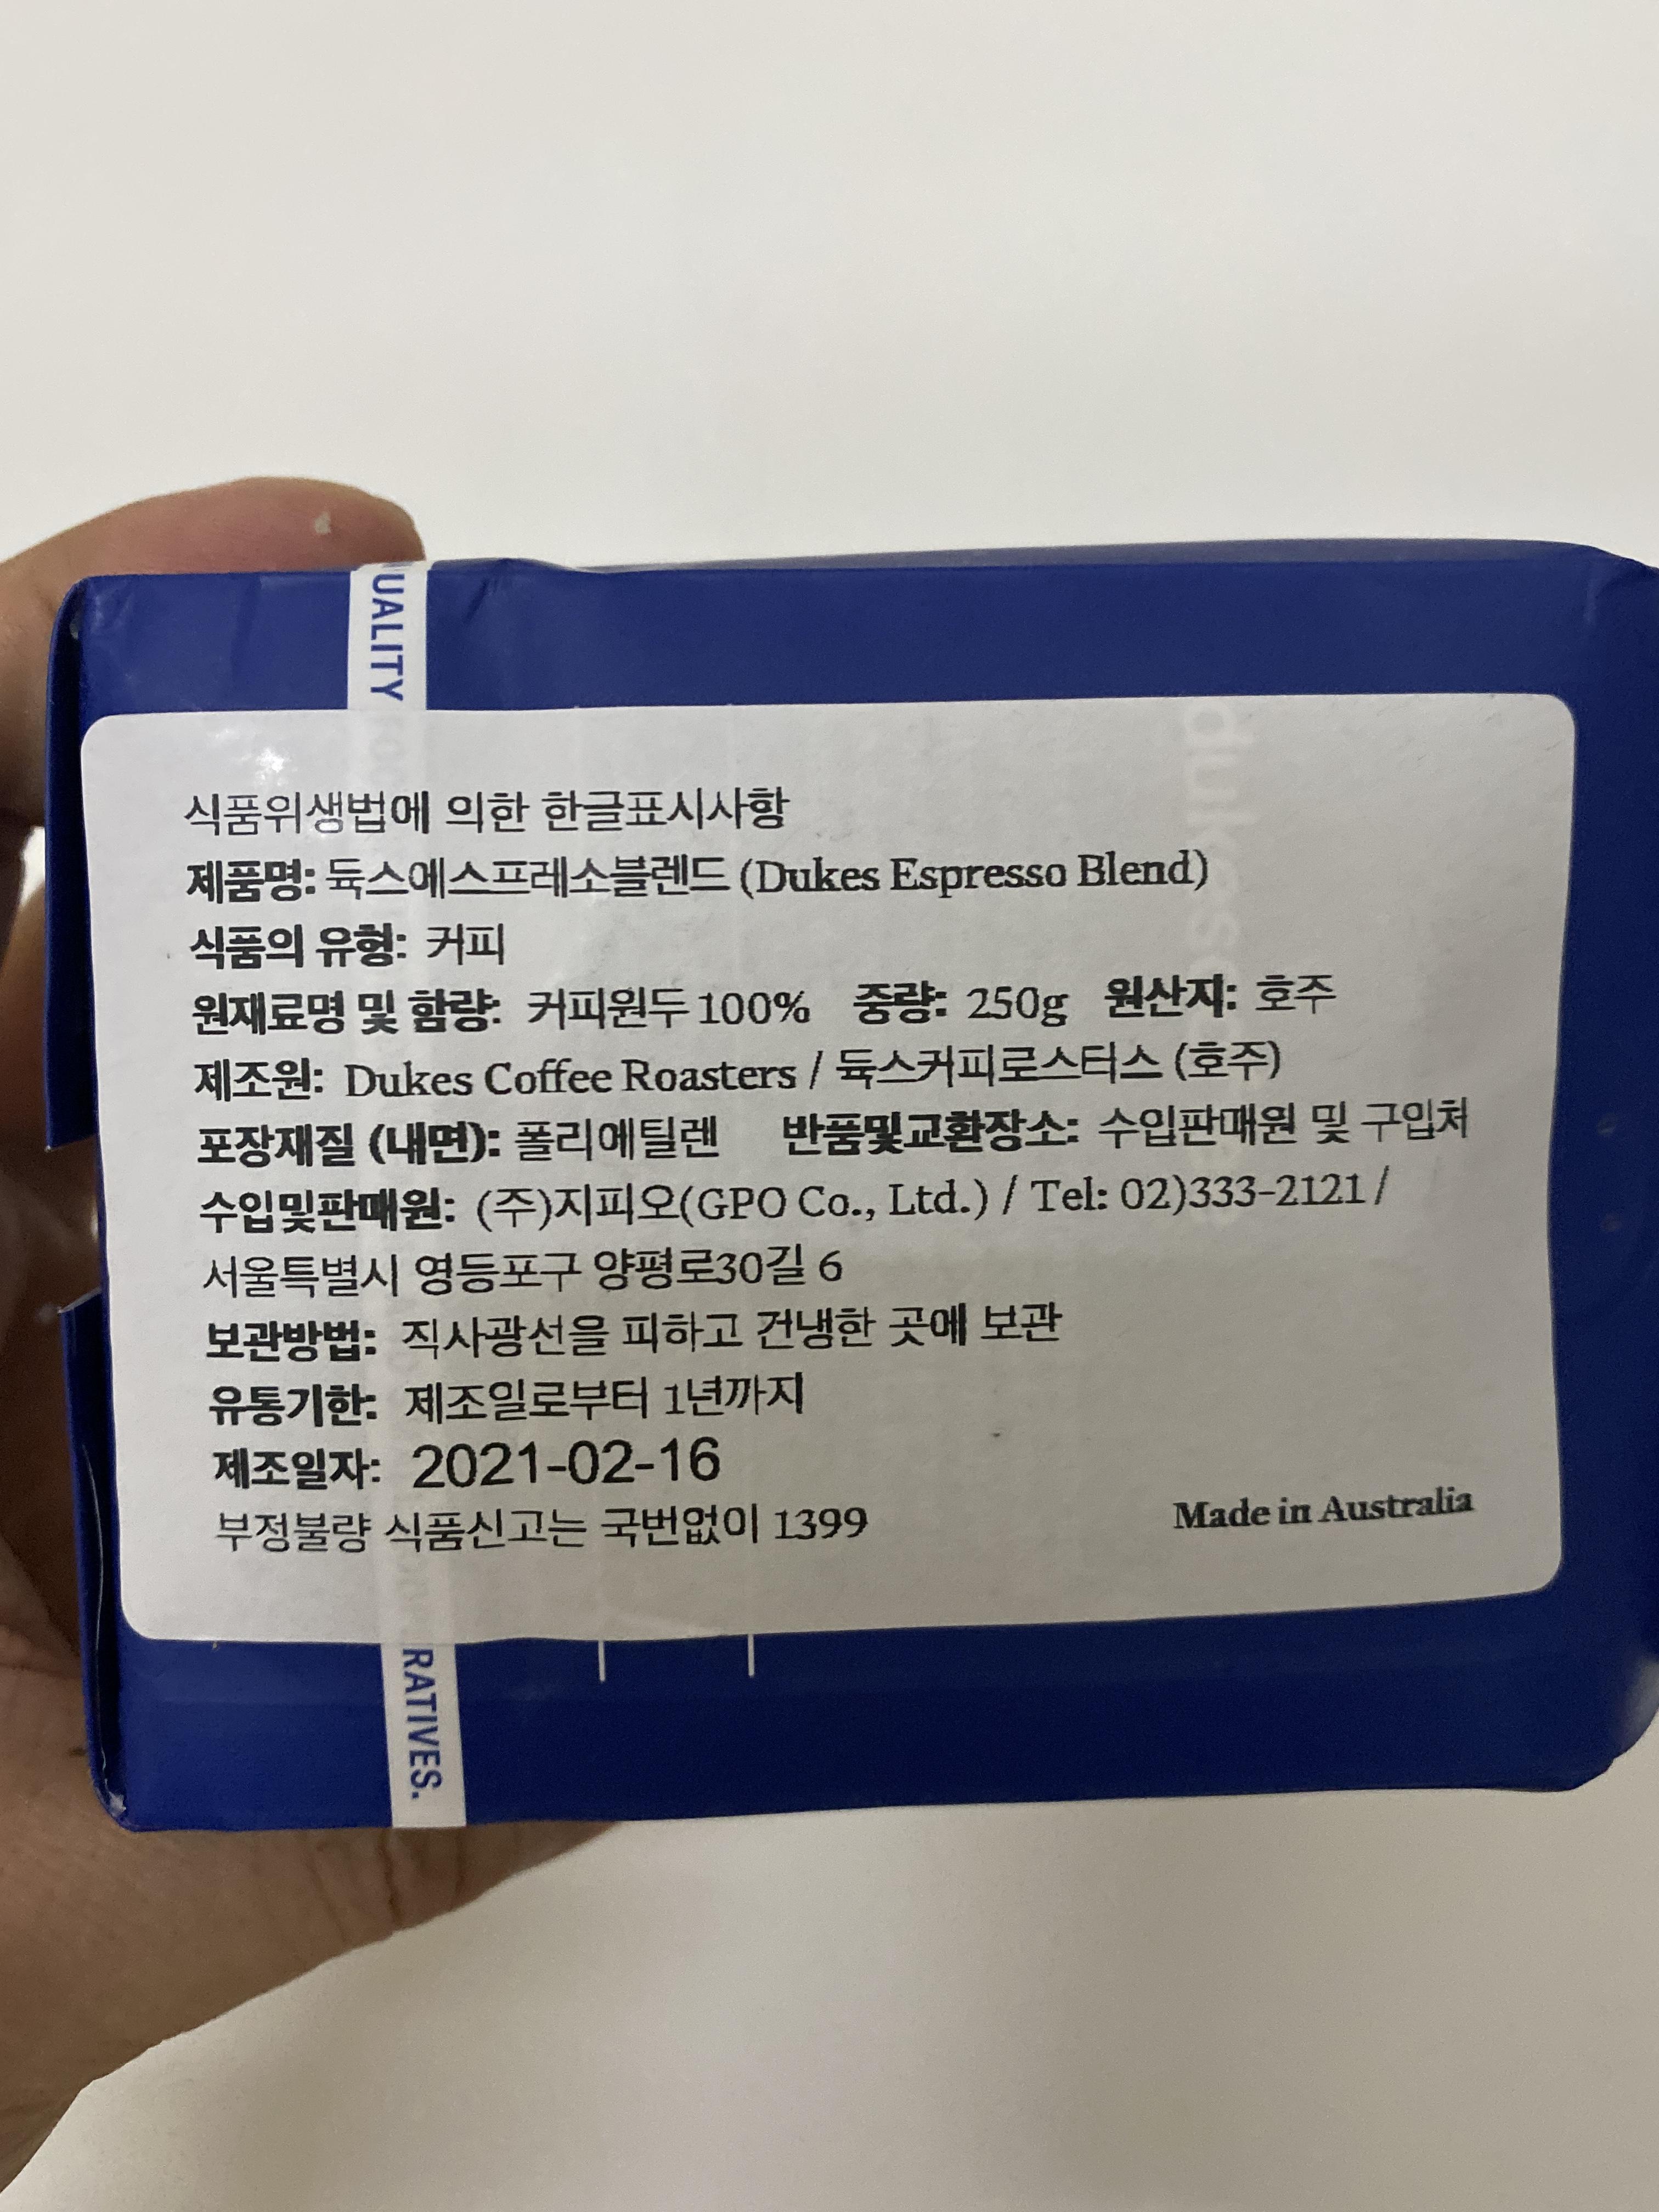 UALITY
식품위생법에 의한 한글표시사항
제품명: 듁스에스프레소블렌드 (Dukes Espresso Blend)
식품의 유형: 커피
원재료명 및 함량: 커피원두 100% 중량: 250g 원산지: 호주
제조원: Dukes Coffee Roasters / 듁스커피로스터스 (호주)
포장재질 (내면): 폴리에틸렌 반품및교환장소: 수입판매원 및 구입처
수입및판매원: (주)지피오(GPO Co., Ltd.) / Tel: 02)333-2121 /
서울특별시 영등포구 양평로30길 6
보관방법: 직사광선을 피하고 건냉한 곳에 보관
유통기한: 제조일로부터 1년까지
제조일자: 2021-02-16
부정불량 식품신고는 국번없이 1399
Made in Australia
RATIVES.